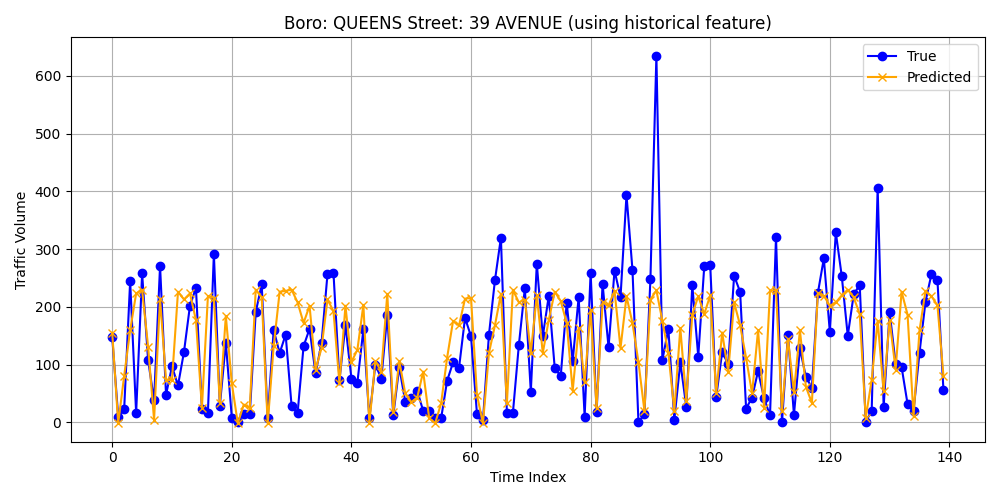 Boro: QUEENS Street: 39 AVENUE (using historical feature)
True
Predicted
Traffic Volume
600
500
400
300
200
100
0
0 20 40 60 80 100 120 140
Time Index